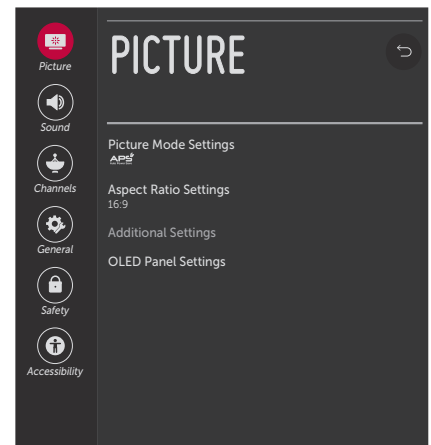 Picture
Sound
Channels
General
Safety
Accessibility
PICTURE
Picture Mode Settings
APS
Aspect Ratio Settings
16:9
Additional Settings
OLED Panel Settings